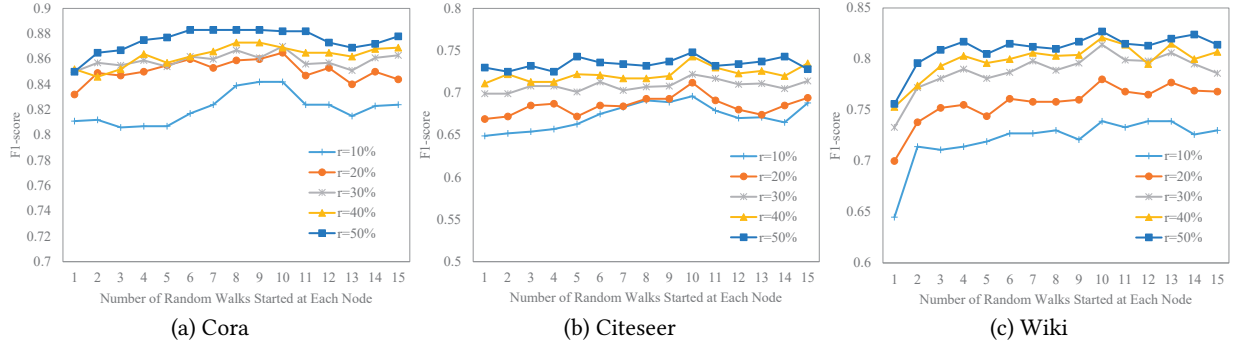 0.9
0.88
0.86
0.84
0.82
0.8
0.78
0.76
0.74
0.72
0.7
F1-score
r=10%
r=20%
r=30%
r=40%
r=50%
1 2 3 4 5 6 7 8 9 10 11 12 13 14 15
Number of Random Walks Started at Each Node
(a) Cora
0.8
0.75
0.7
0.65
0.6
0.55
0.5
F1-score
r=10%
r=20%
r=30%
r=40%
r=50%
1 2 3 4 5 6 7 8 9 10 11 12 13 14 15
Number of Random Walks Started at Each Node
(b) Citeseer
0.85
0.8
0.75
0.7
0.65
0.6
F1-score
r=10%
r=20%
r=30%
r=40%
r=50%
1 2 3 4 5 6 7 8 9 10 11 12 13 14 15
Number of Random Walks Started at Each Node
(c) Wiki